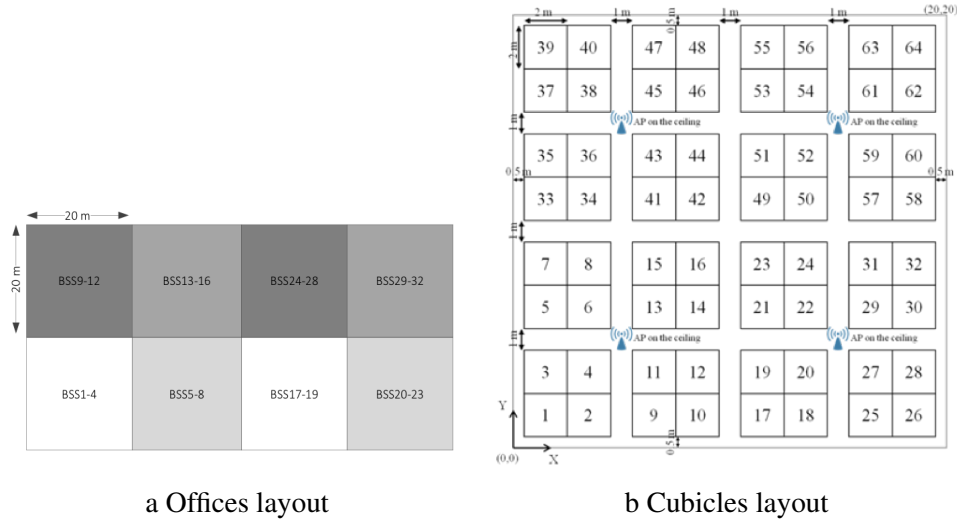 20 m
20 m
BSS9-12 BSS13-16 BSS24-28 BSS29-32
BSS1-4 BSS5-8 BSS17-19 BSS20-23
a Offices layout
(20,20)
2 m 1 m 0.5 m 1 m 1 m
2 m
39 40 47 48 55 56 63 64
37 38 45 46 53 54 61 62
1 m AP on the ceiling AP on the ceiling
35 36 43 44 51 52 59 60
0.5 m 0.5 m
33 34 41 42 49 50 57 58
1 m
7 8 15 16 23 24 31 32
5 6 13 14 21 22 29 30
1 m AP on the ceiling AP on the ceiling
3 4 11 12 19 20 27 28
Y
1 2 9 10 17 18 25 26
(0,0) X 0.5 m
b Cubicles layout